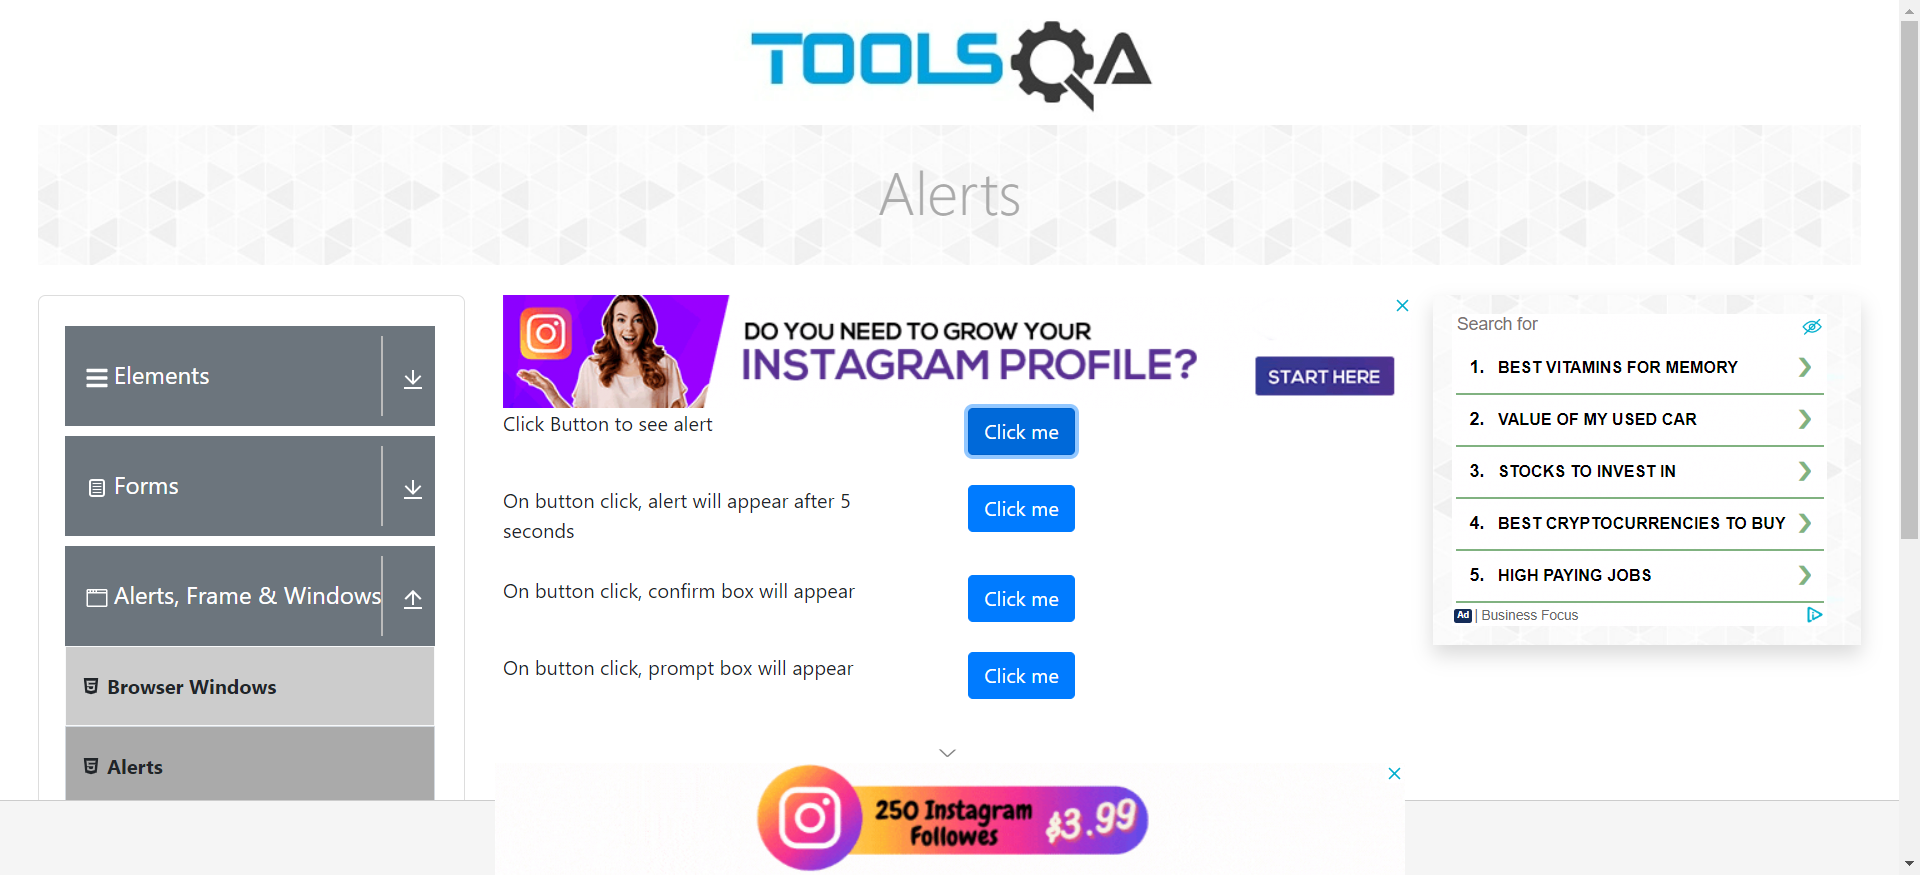 TOOLSQA
Alerts
Elements
Forms
Alerts, Frame & Windows
Browser Windows
Alerts
DO YOU NEED TO GROW YOUR
INSTAGRAM PROFILE?
START HERE
Click Button to see alert
Click me
On button click, alert will appear after 5
seconds
Click me
On button click, confirm box will appear
Click me
On button click, prompt box will appear
Click me
Search for
1. BEST VITAMINS FOR MEMORY
2. VALUE OF MY USED CAR
3. STOCKS TO INVEST IN
4. BEST CRYPTOCURRENCIES TO BUY
5. HIGH PAYING JOBS
Ad | Business Focus
250 Instagram
Followes
$3.99